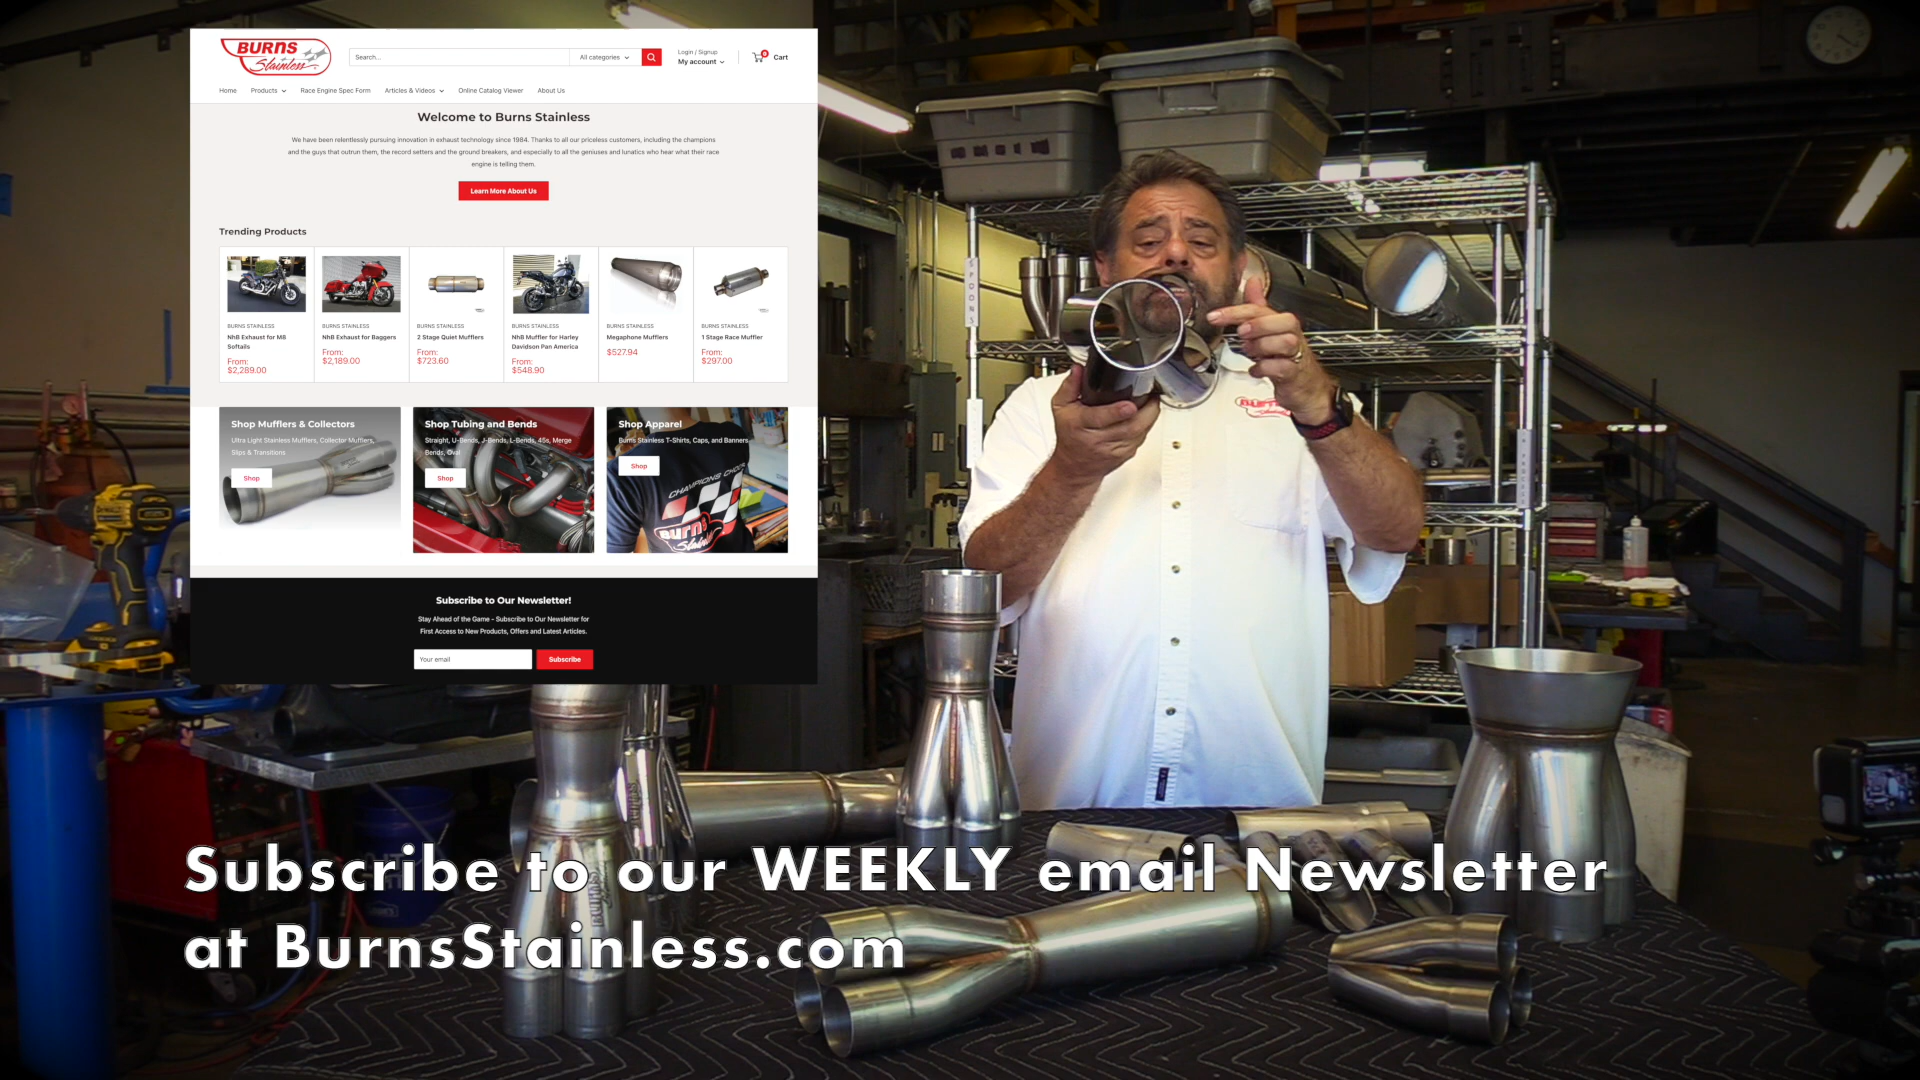 BURNS
Stainless
Search...
All categories
Login / Signup
My account
0
Cart
Home
Products
Race Engine Spec Form
Articles & Videos
Online Catalog Viewer
About Us
Welcome to Burns Stainless
We have been relentlessly pursuing innovation in exhaust technology since 1984. Thanks to all our priceless customers, including the champions
and the guys that outrun them, the record setters and the ground breakers, and especially to all the geniuses and lunatics who hear what their race
engine is telling them.
Learn More About Us
Trending Products
BURNS STAINLESS
NhB Exhaust for M8
Softails
From:
$2,289.00
BURNS STAINLESS
NhB Exhaust for Baggers
From:
$2,189.00
BURNS STAINLESS
2 Stage Quiet Mufflers
From:
$723.60
BURNS STAINLESS
NhB Muffler for Harley
Davidson Pan America
From:
$548.90
BURNS STAINLESS
Megaphone Mufflers
$527.94
BURNS STAINLESS
1 Stage Race Muffler
From:
$297.00
Shop Mufflers & Collectors
Ultra Light Stainless Mufflers, Collector Mufflers,
Slips & Transitions
Shop
Shop Tubing and Bends
Straight, U-Bends, J-Bends, L-Bends, 45s, Merge
Bends, Oval
Shop
Shop Apparel
Burns Stainless T-Shirts, Caps, and Banners
Shop
CHAMPIONS CHOICE
BURNS
Subscribe to Our Newsletter!
Stay Ahead of the Game - Subscribe to Our Newsletter for
First Access to New Products, Offers and Latest Articles.
Your email
Subscribe
SPOONS
BURNS
Subscribe to our WEEKLY email Newsletter
at BurnsStainless.com